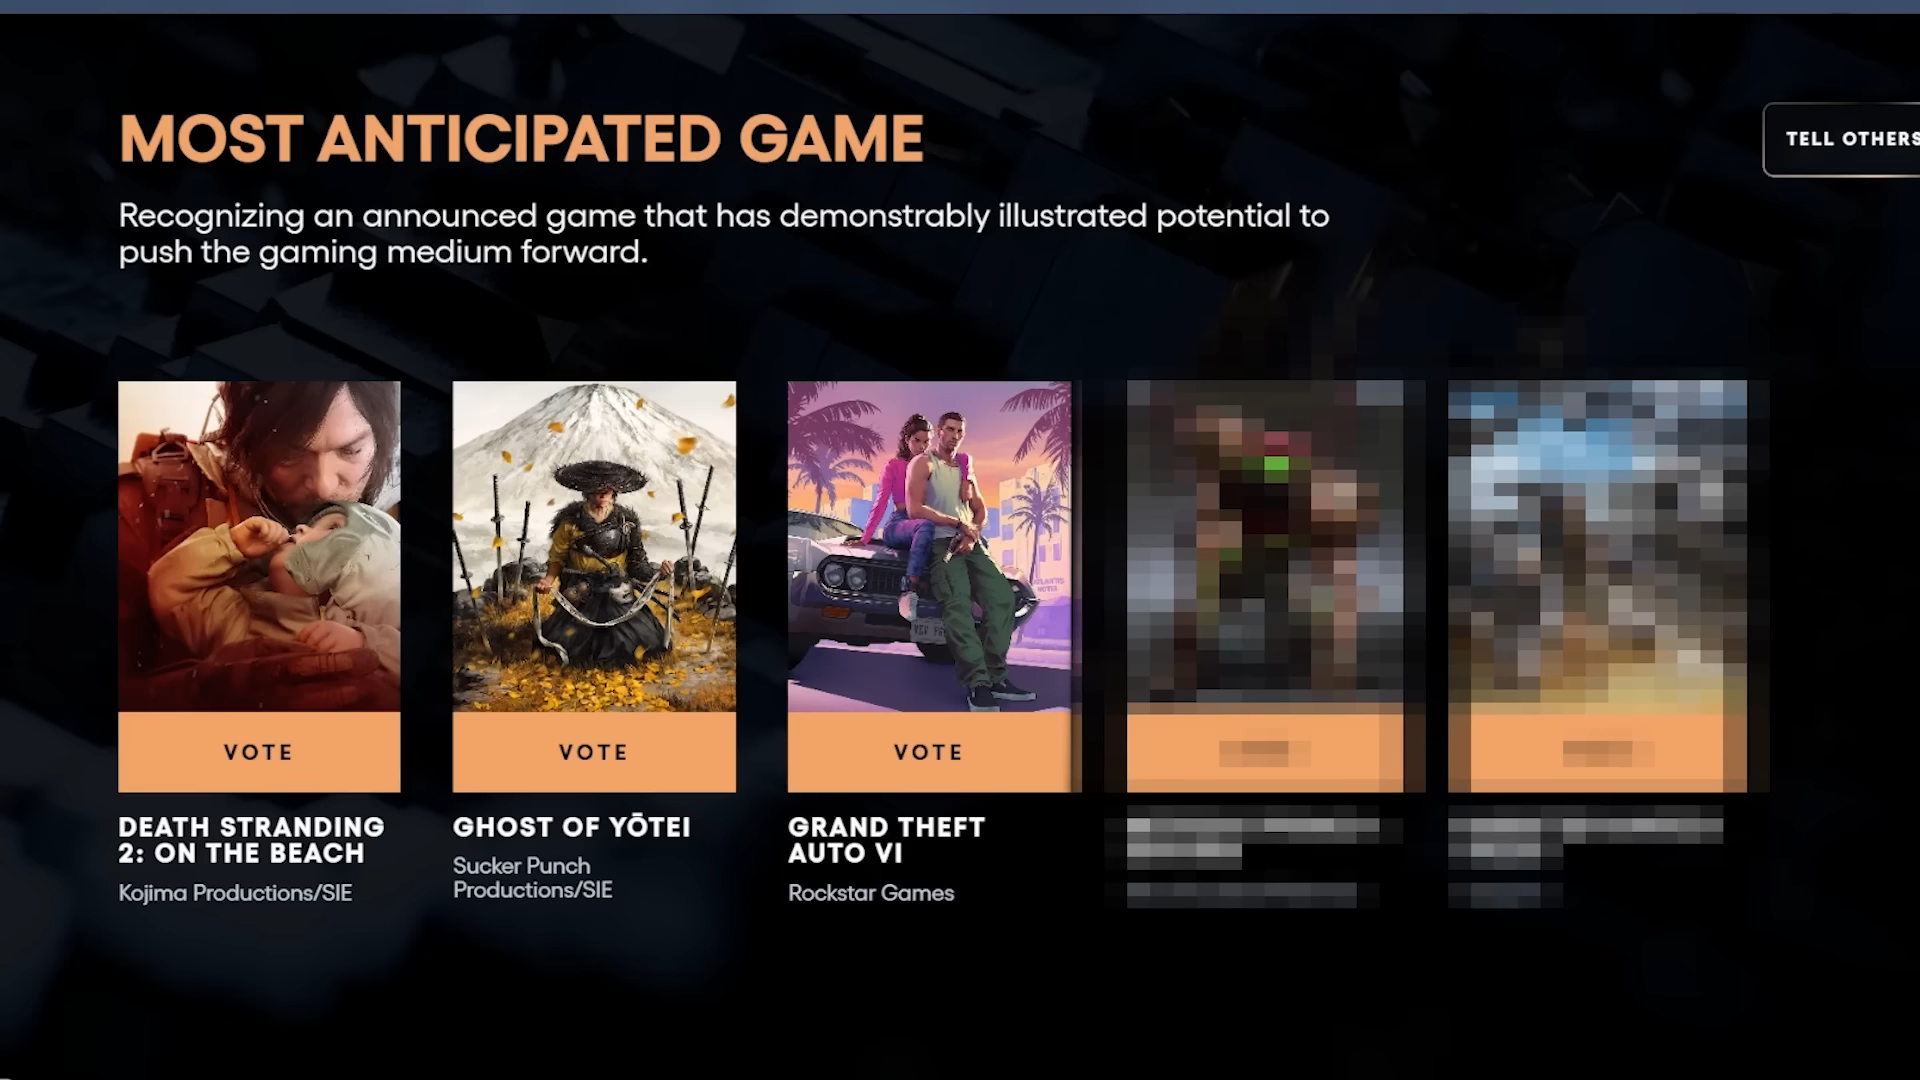 MOST ANTICIPATED GAME
TELL OTHERS
Recognizing an announced game that has demonstrably illustrated potential to
push the gaming medium forward.
VOTE
VOTE
VOTE
DEATH STRANDING
2: ON THE BEACH
Kojima Productions/SIE
GHOST OF YŌTEI
Sucker Punch
Productions/SIE
GRAND THEFT
AUTO VI
Rockstar Games